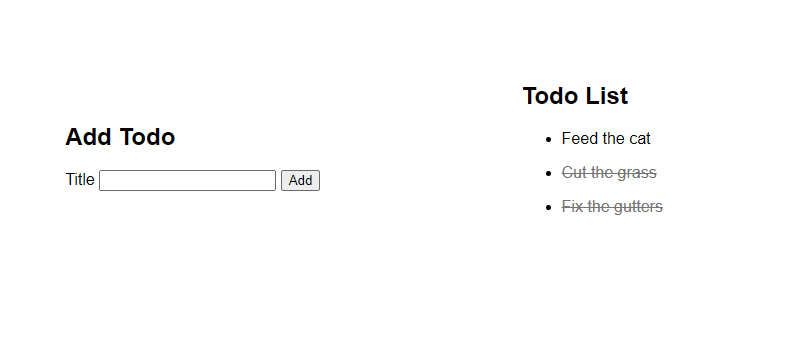 Add Todo
Title Add
Todo List
Feed the cat
Cut the grass
Fix the gutters